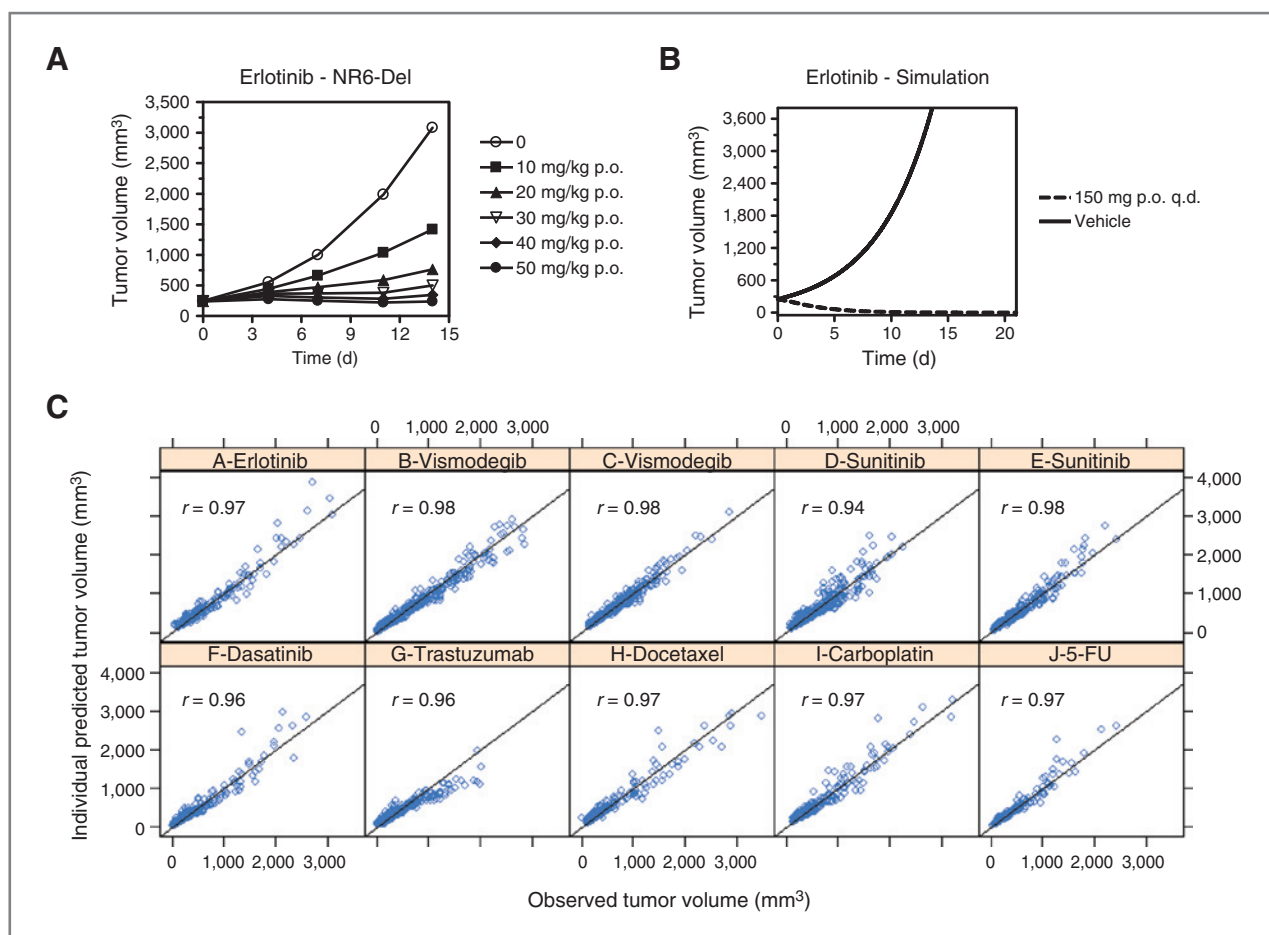 A
Erlotinib - NR6-Del
Tumor volume (mm³)
3,500
3,000
2,500
2,000
1,500
1,000
500
0
0 3 6 9 12 15
Time (d)
0
10 mg/kg p.o.
20 mg/kg p.o.
30 mg/kg p.o.
40 mg/kg p.o.
50 mg/kg p.o.
B
Erlotinib - Simulation
Tumor volume (mm³)
3,600
3,000
2,400
1,800
1,200
600
0
0 5 10 15 20
Time (d)
150 mg p.o. q.d.
Vehicle
C
0 1,000 2,000 3,000 0 1,000 2,000 3,000
A-Erlotinib B-Vismodegib C-Vismodegib D-Sunitinib E-Sunitinib
r = 0.97 r = 0.98 r = 0.98 r = 0.94 r = 0.98
4,000
3,000
2,000
1,000
0
F-Dasatinib G-Trastuzumab H-Docetaxel I-Carboplatin J-5-FU
r = 0.96 r = 0.96 r = 0.97 r = 0.97 r = 0.97
4,000
3,000
2,000
1,000
0
Individual predicted tumor volume (mm³)
0 1,000 2,000 3,000 0 1,000 2,000 3,000 0 1,000 2,000 3,000
Observed tumor volume (mm³)